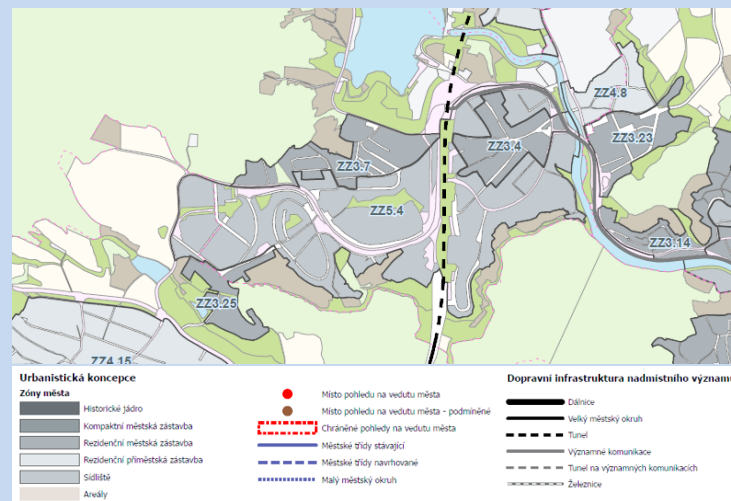 ZZ4.8
ZZ3.23
ZZ3.4
ZZ3.7
ZZ5.4
ZZ3.14
ZZ3.25
ZZ4.15
Urbanistická koncepce
Zóny města
Historické jádro
Kompaktní městská zástavba
Rezidenční městská zástavba
Rezidenční příměstská zástavba
Sídliště
Areály
Místo pohledu na vedutu města
Místo pohledu na vedutu města - podmíněné
Chráněné pohledy na vedutu města
Městské třídy stávající
Městské třídy navrhované
Malý městský okruh
Dopravní infrastruktura nadmístního význam
Dálnice
Velký městský okruh
Tunel
Významné komunikace
Tunel na významných komunikacích
Železnice